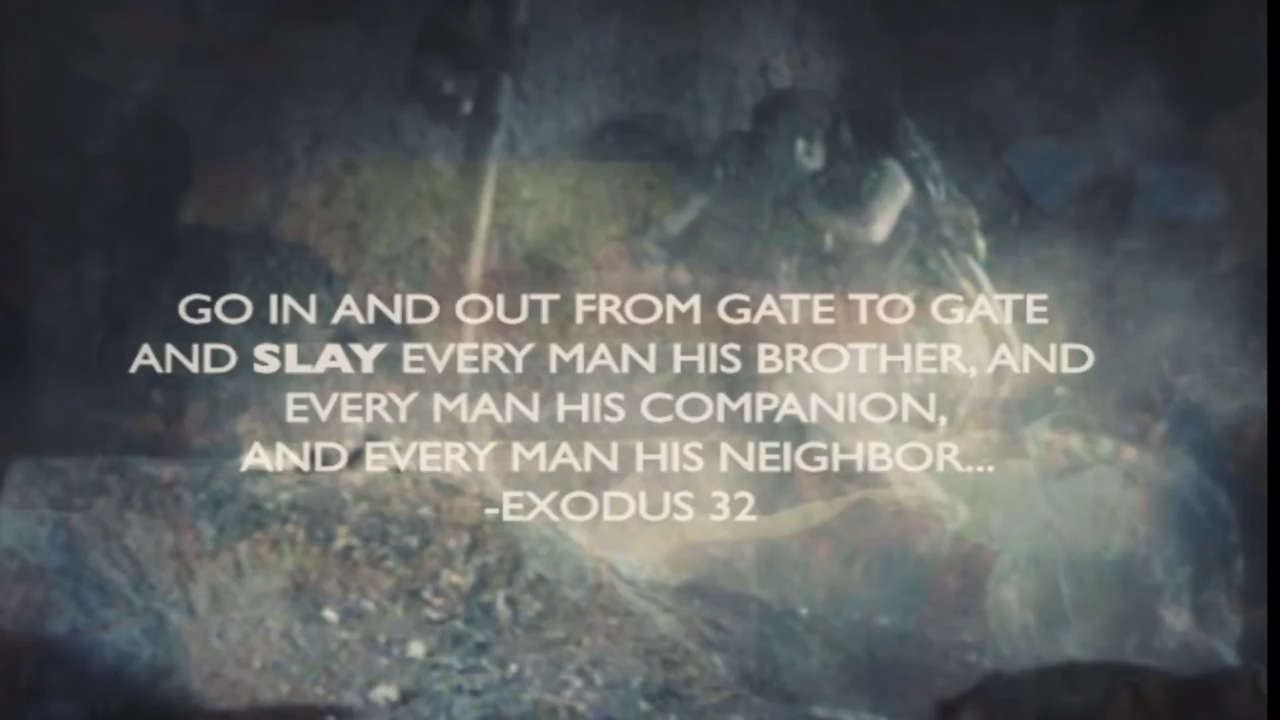 GO IN AND OUT FROM GATE TO GATE
AND SLAY EVERY MAN HIS BROTHER, AND
EVERY MAN HIS COMPANION,
AND EVERY MAN HIS NEIGHBOR...
-EXODUS 32